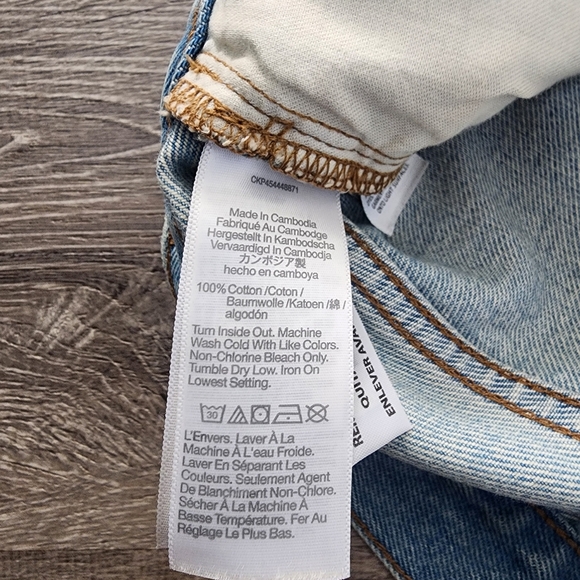 CKP454448871
Made In Cambodia
Fabriqué Au Cambodge
Hergestellt In Kambodscha
Vervaardigd In Cambodja
カンボジア製
hecho en camboya
100% Cotton /Coton /
Baumwolle /Katoen /綿 /
algodón
Turn Inside Out. Machine
Wash Cold With Like Colors.
Non-Chlorine Bleach Only.
Tumble Dry Low. Iron On
Lowest Setting.
30
L'Envers. Laver À La
Machine À L'eau Froide.
Laver En Séparant Les
Couleurs. Seulement Agent
De Blanchiment Non-Chlore.
Sécher À La Machine À
Basse Température. Fer Au
Réglage Le Plus Bas.
ENLEVER